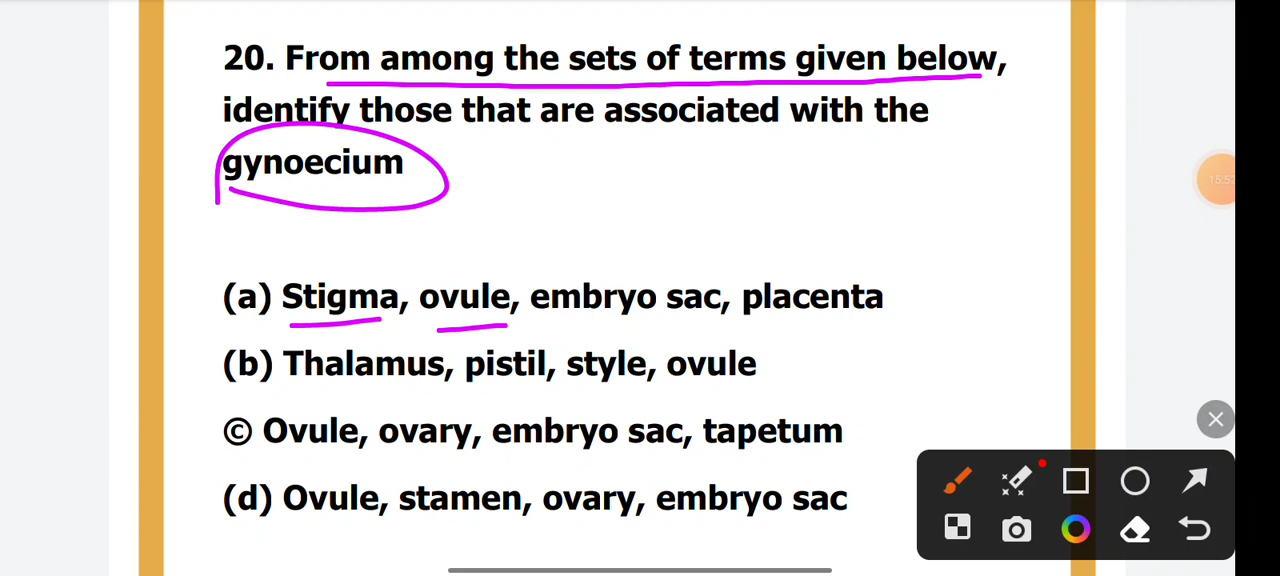 20. From among the sets of terms given below,
identify those that are associated with the
gynoecium
(a) Stigma, ovule, embryo sac, placenta
(b) Thalamus, pistil, style, ovule
© Ovule, ovary, embryo sac, tapetum
(d) Ovule, stamen, ovary, embryo sac